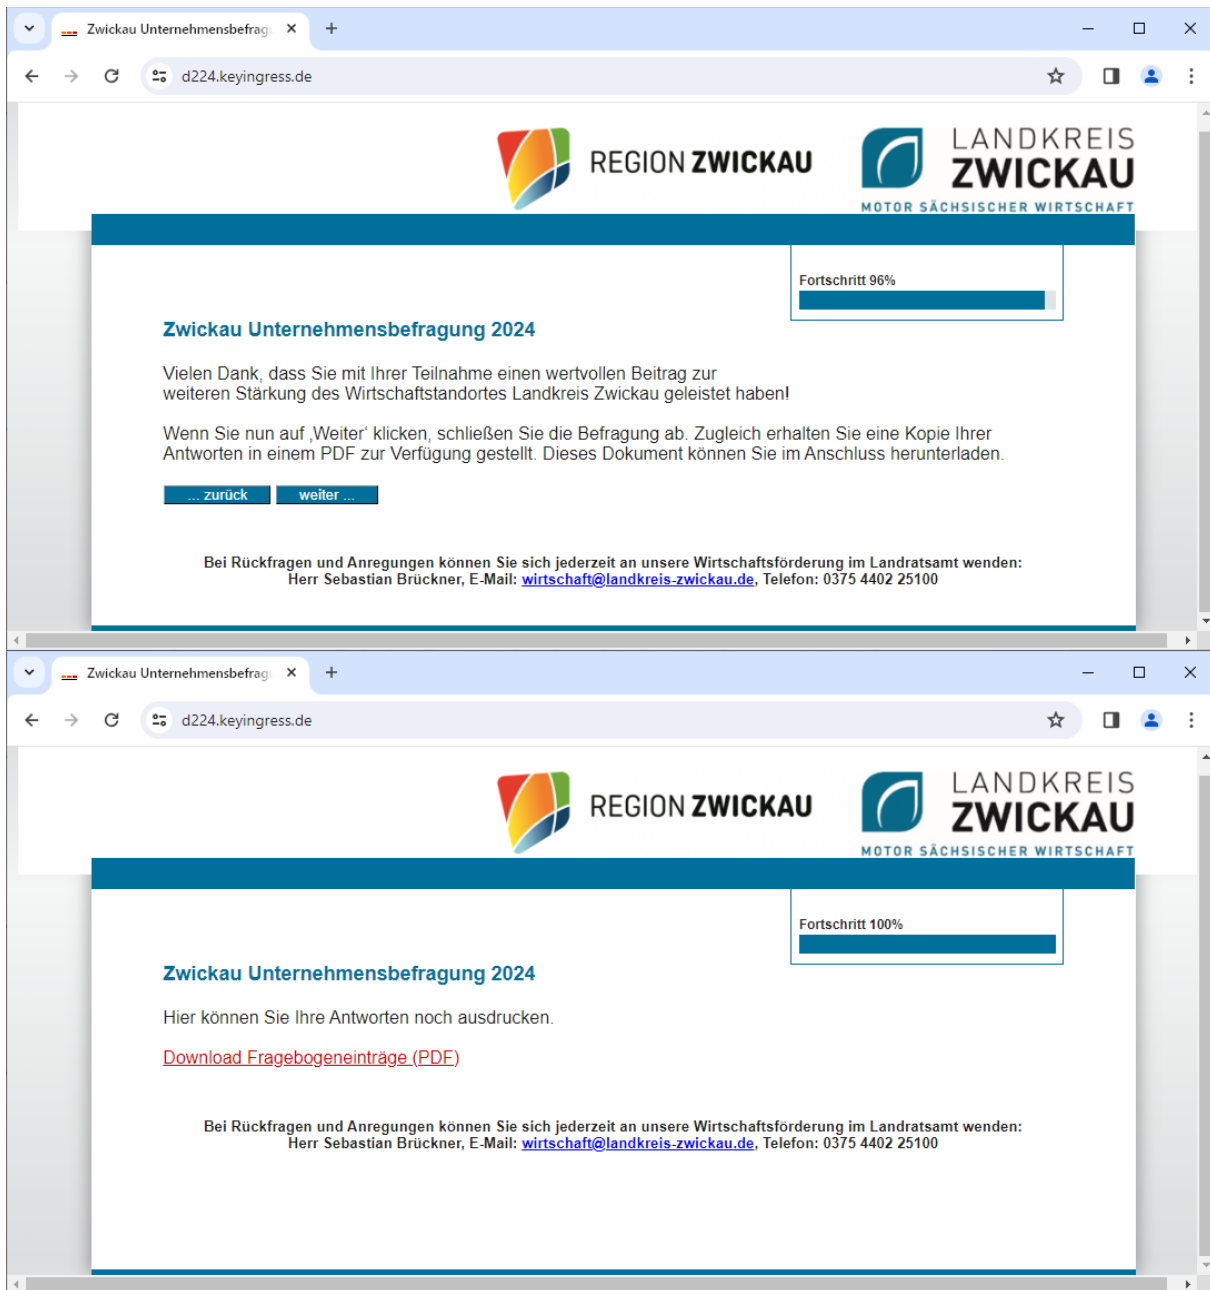 Zwickau Unternehmensbefrag
d224.keyingress.de
REGION ZWICKAU
LANDKREIS
ZWICKAU
MOTOR SÄCHSISCHER WIRTSCHAFT
Fortschritt 96%
Zwickau Unternehmensbefragung 2024
Vielen Dank, dass Sie mit Ihrer Teilnahme einen wertvollen Beitrag zur
weiteren Stärkung des Wirtschaftstandortes Landkreis Zwickau geleistet haben!
Wenn Sie nun auf ‚Weiter‘ klicken, schließen Sie die Befragung ab. Zugleich erhalten Sie eine Kopie Ihrer
Antworten in einem PDF zur Verfügung gestellt. Dieses Dokument können Sie im Anschluss herunterladen.
... zurück weiter ...
Bei Rückfragen und Anregungen können Sie sich jederzeit an unsere Wirtschaftsförderung im Landratsamt wenden:
Herr Sebastian Brückner, E-Mail: wirtschaft@landkreis-zwickau.de, Telefon: 0375 4402 25100
Zwickau Unternehmensbefrag
d224.keyingress.de
REGION ZWICKAU
LANDKREIS
ZWICKAU
MOTOR SÄCHSISCHER WIRTSCHAFT
Fortschritt 100%
Zwickau Unternehmensbefragung 2024
Hier können Sie Ihre Antworten noch ausdrucken.
Download Fragebogeneinträge (PDF)
Bei Rückfragen und Anregungen können Sie sich jederzeit an unsere Wirtschaftsförderung im Landratsamt wenden:
Herr Sebastian Brückner, E-Mail: wirtschaft@landkreis-zwickau.de, Telefon: 0375 4402 25100